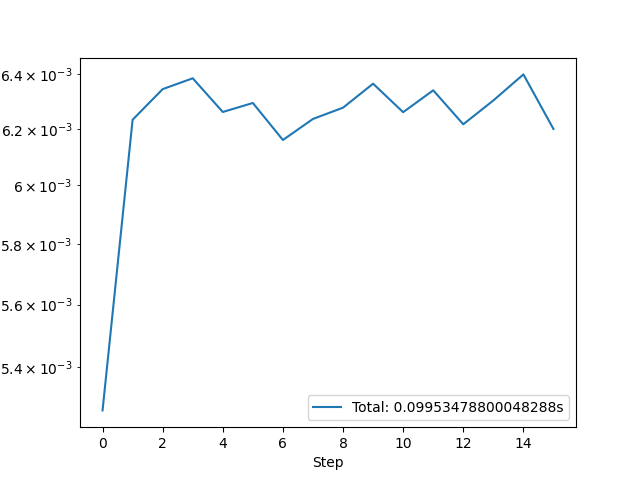 6.4 × 10⁻³
6.2 × 10⁻³
6 × 10⁻³
5.8 × 10⁻³
5.6 × 10⁻³
5.4 × 10⁻³
Total: 0.09953478800048288s
0 2 4 6 8 10 12 14
Step